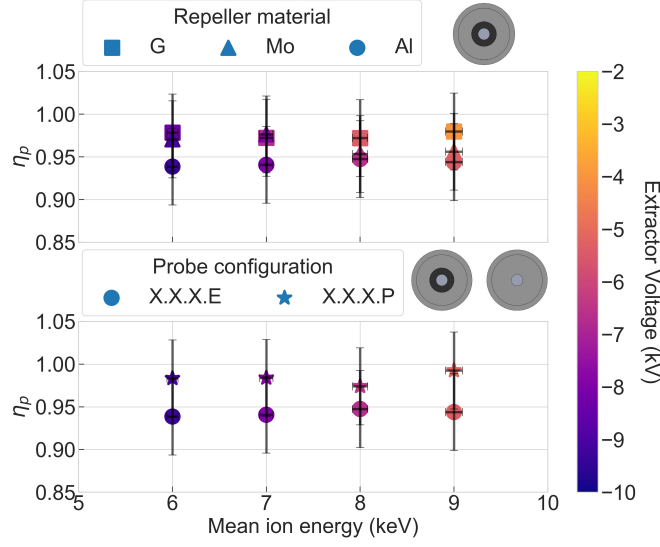 Repeller material
G Mo Al
1.05
1.00
0.95
0.90
0.85
ηp
Probe configuration
X.X.X.E X.X.X.P
1.05
1.00
0.95
0.90
0.85
ηp
5 6 7 8 9 10
Mean ion energy (keV)
−2
−3
−4
−5
−6
−7
−8
−9
−10
Extractor Voltage (kV)